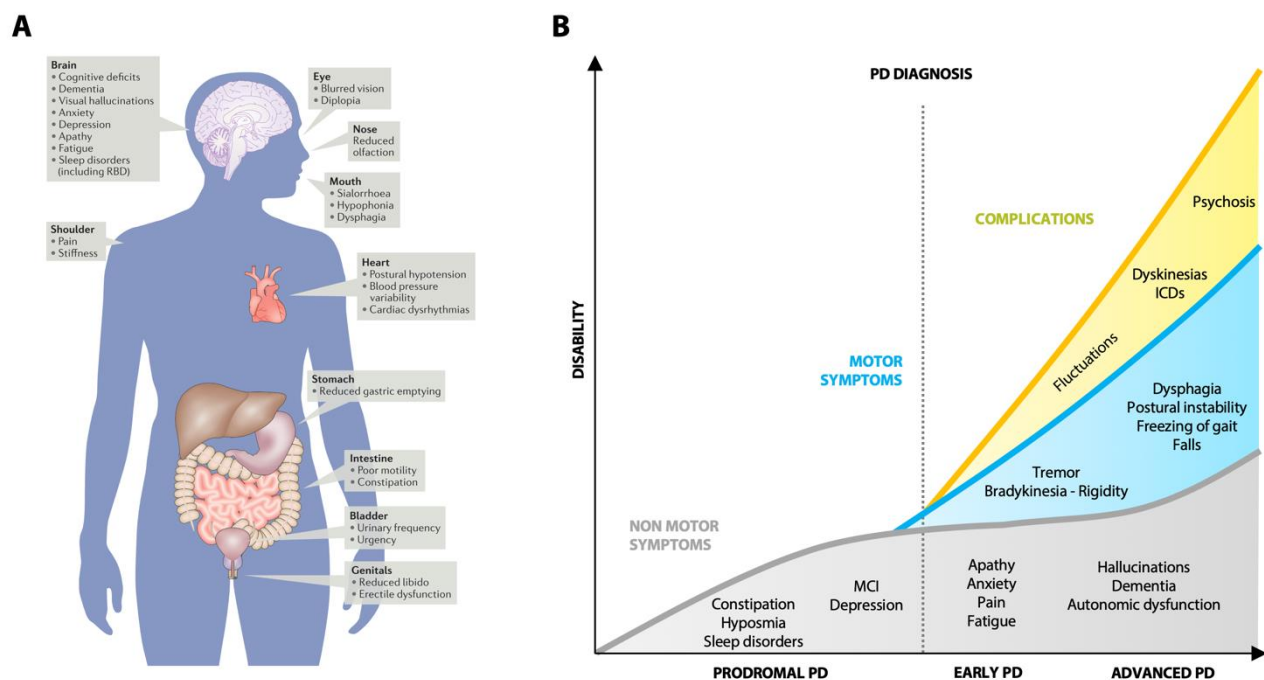 A
Brain
• Cognitive deficits
• Dementia
• Visual hallucinations
• Anxiety
• Depression
• Apathy
• Fatigue
• Sleep disorders
(including RBD)
Eye
• Blurred vision
• Diplopia
Nose
Reduced
olfaction
Mouth
• Sialorrhoea
• Hypophonia
• Dysphagia
Shoulder
• Pain
• Stiffness
Heart
• Postural hypotension
• Blood pressure
variability
• Cardiac dysrhythmias
Stomach
• Reduced gastric emptying
Intestine
• Poor motility
• Constipation
Bladder
• Urinary frequency
• Urgency
Genitals
• Reduced libido
• Erectile dysfunction
B
PD DIAGNOSIS
DISABILITY
COMPLICATIONS
Psychosis
Dyskinesias
ICDs
Fluctuations
MOTOR
SYMPTOMS
Dysphagia
Postural instability
Freezing of gait
Falls
Tremor
Bradykinesia - Rigidity
NON MOTOR
SYMPTOMS
Constipation
Hyposmia
Sleep disorders
MCI
Depression
Apathy
Anxiety
Pain
Fatigue
Hallucinations
Dementia
Autonomic dysfunction
PRODROMAL PD
EARLY PD
ADVANCED PD